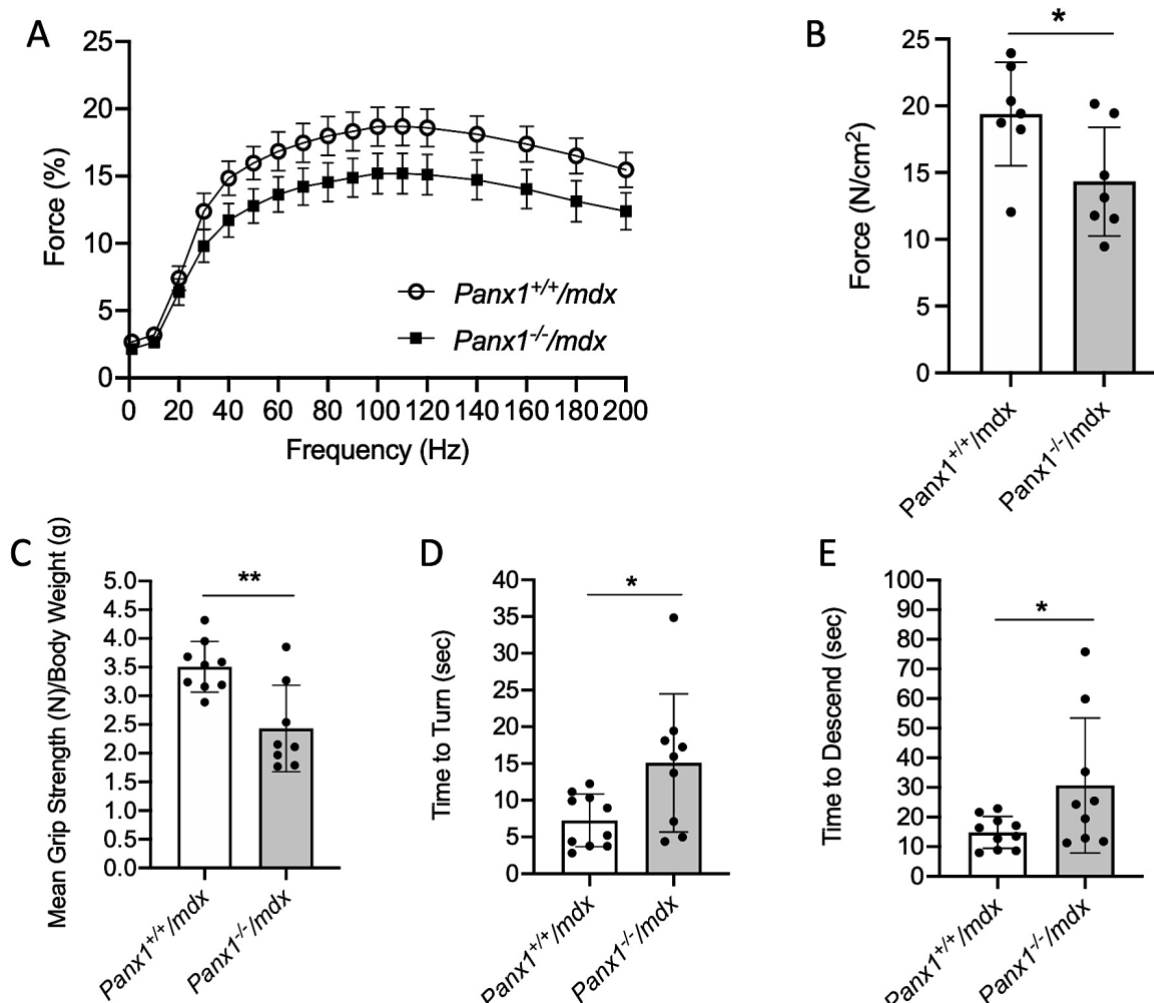 A
25
20
15
10
5
0
Force (%)
0 20 40 60 80 100 120 140 160 180 200
Frequency (Hz)
Panx1+/+/mdx
Panx1-/-/mdx
B
*
25
20
15
10
5
0
Force (N/cm2)
Panx1+/+/mdx
Panx1-/-/mdx
C
**
5.0
4.5
4.0
3.5
3.0
2.5
2.0
1.5
1.0
0.5
0.0
Mean Grip Strength (N)/Body Weight (g)
Panx1+/+/mdx
Panx1-/-/mdx
D
*
40
35
30
25
20
15
10
5
0
Time to Turn (sec)
Panx1+/+/mdx
Panx1-/-/mdx
E
*
100
90
80
70
60
50
40
30
20
10
0
Time to Descend (sec)
Panx1+/+/mdx
Panx1-/-/mdx